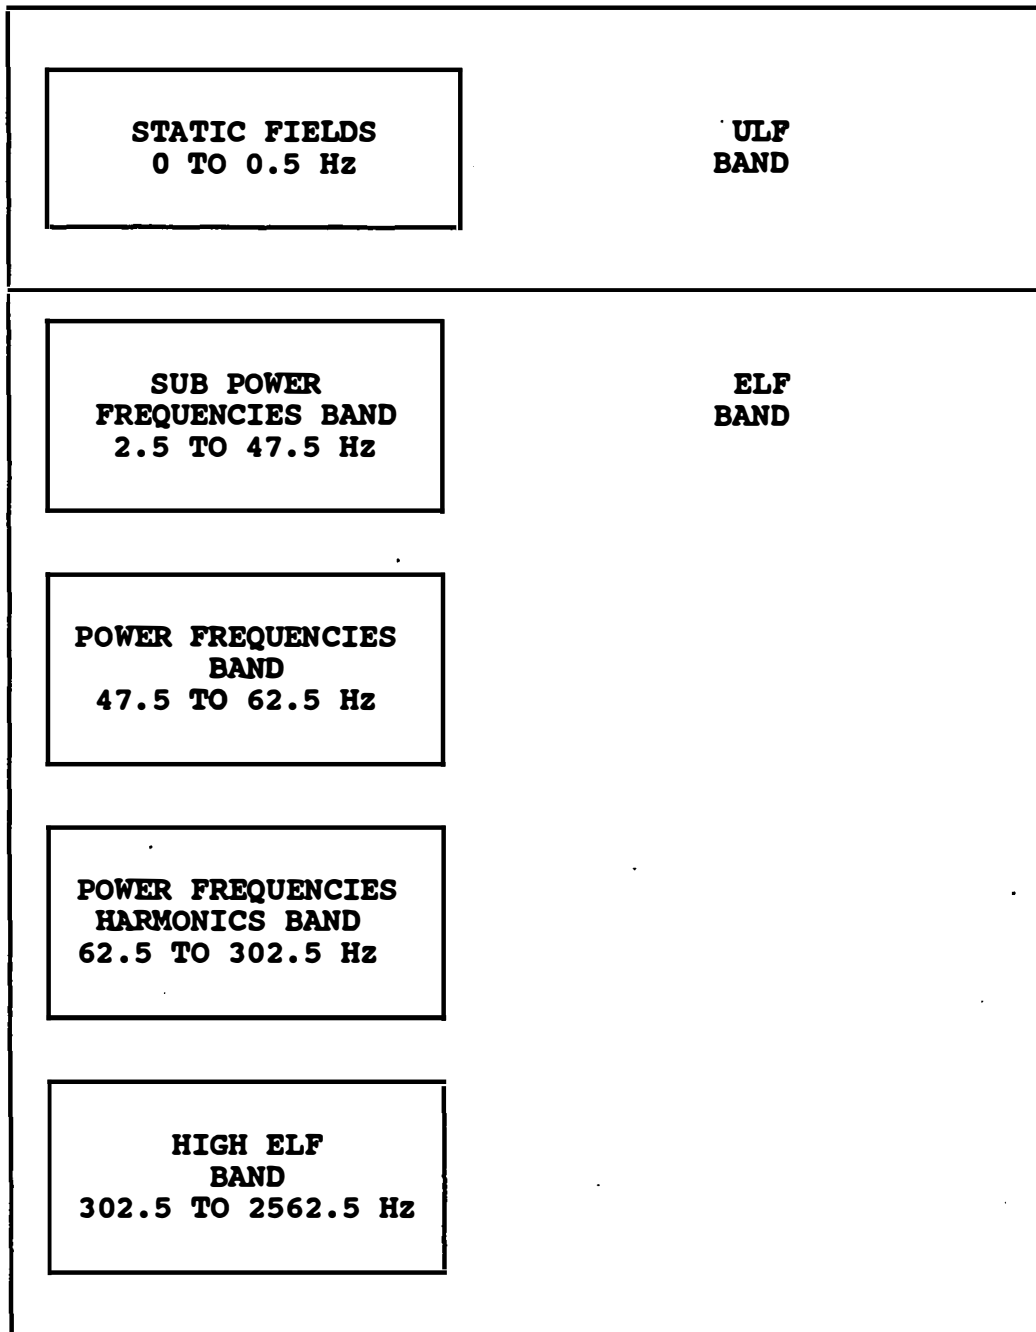 STATIC FIELDS
0 TO 0.5 Hz
ULF
BAND
SUB POWER
FREQUENCIES BAND
2.5 TO 47.5 Hz
ELF
BAND
POWER FREQUENCIES
BAND
47.5 TO 62.5 Hz
POWER FREQUENCIES
HARMONICS BAND
62.5 TO 302.5 Hz
HIGH ELF
BAND
302.5 TO 2562.5 Hz